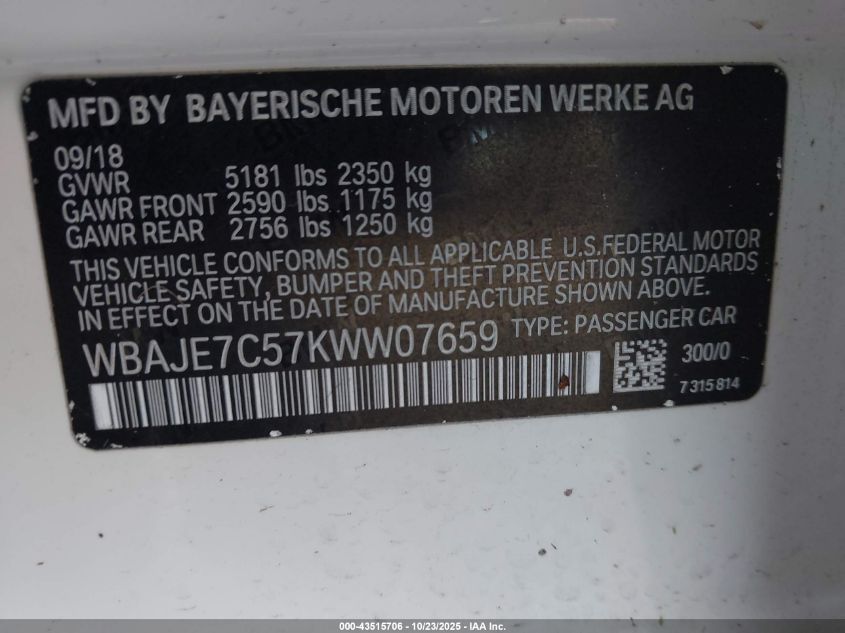 MFD BY BAYERISCHE MOTOREN WERKE AG
09/18
GVWR 5181 lbs 2350 kg
GAWR FRONT 2590 lbs 1175 kg
GAWR REAR 2756 lbs 1250 kg
THIS VEHICLE CONFORMS TO ALL APPLICABLE U.S.FEDERAL MOTOR
VEHICLE SAFETY, BUMPER AND THEFT PREVENTION STANDARDS
IN EFFECT ON THE DATE OF MANUFACTURE SHOWN ABOVE.
WBAJE7C57KWW07659 TYPE: PASSENGER CAR
300/0
7 315 814
000-43515706 - 10/23/2025 - IAA Inc.